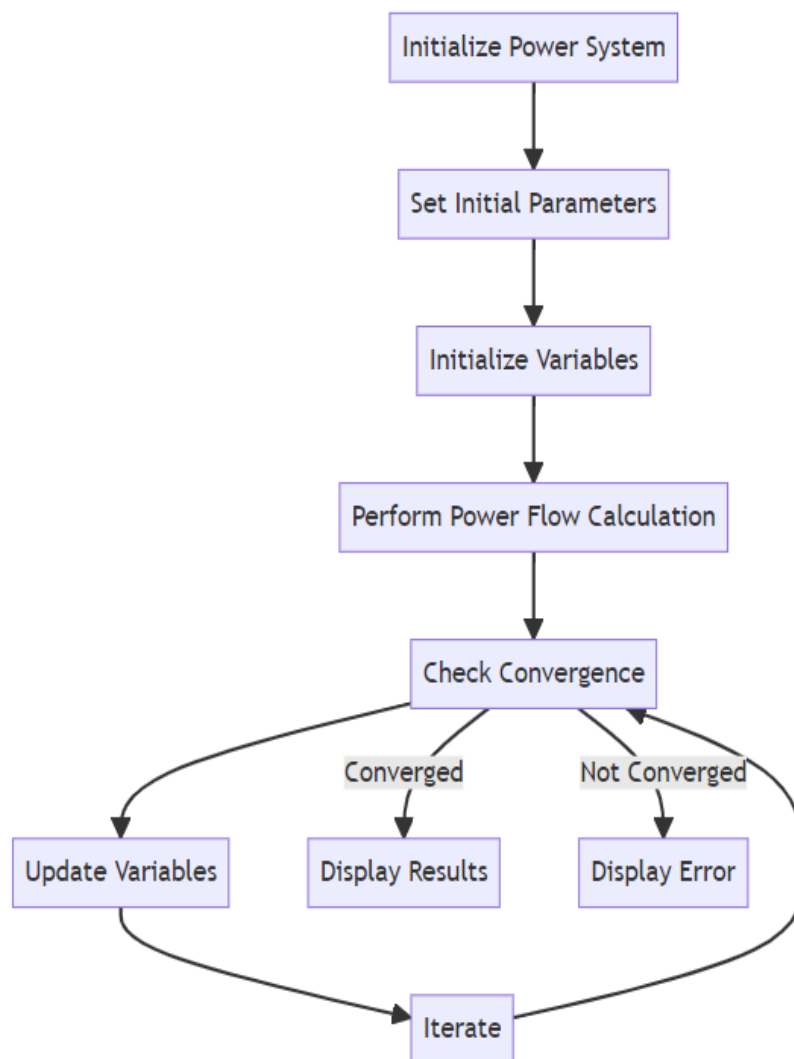 Initialize Power System
Set Initial Parameters
Initialize Variables
Perform Power Flow Calculation
Check Convergence
Converged
Not Converged
Update Variables
Display Results
Display Error
Iterate